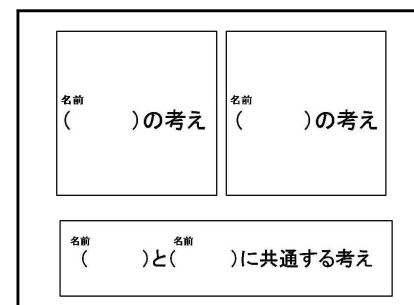 名前
(　　　)の考え
名前
(　　　)の考え
名前　　　　　名前
(　　　)と(　　　)に共通する考え